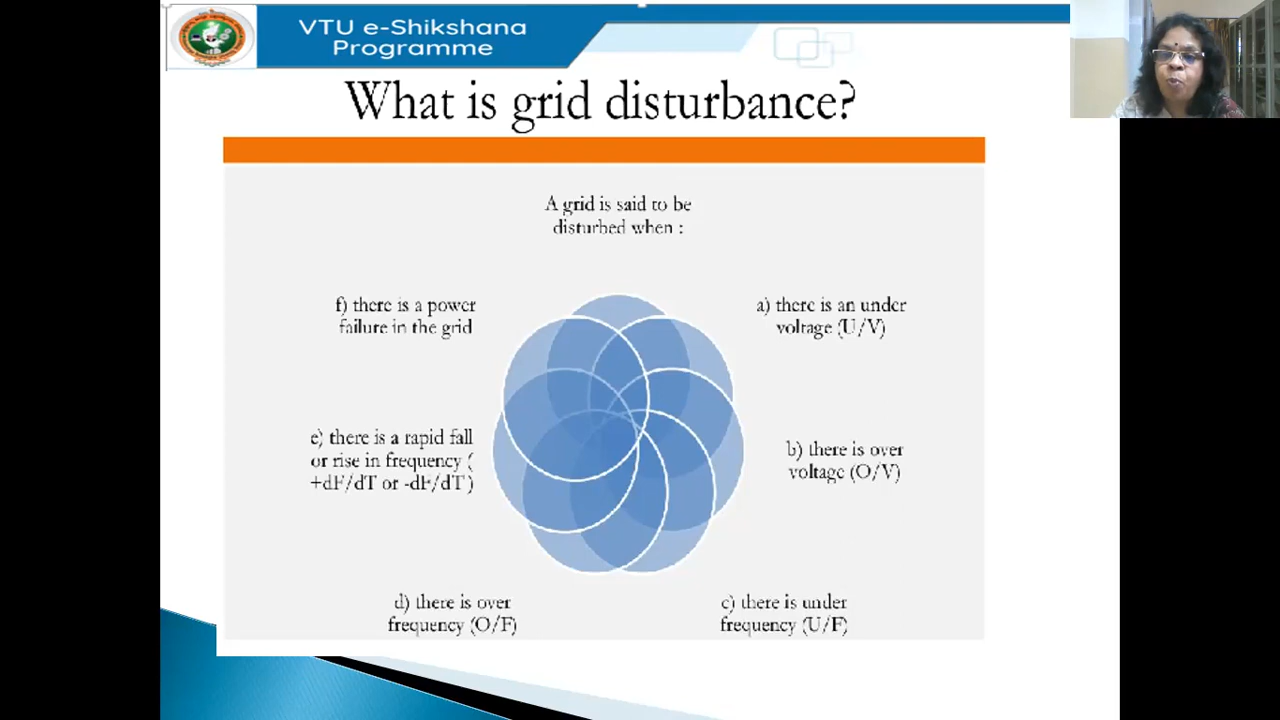 VTU e-Shikshana
Programme
What is grid disturbance?
A grid is said to be
disturbed when :
a) there is an under
voltage (U/V)
b) there is over
voltage (O/V)
c) there is under
frequency (U/F)
d) there is over
frequency (O/F)
e) there is a rapid fall
or rise in frequency (
+dF/dT or -dF/dT )
f) there is a power
failure in the grid